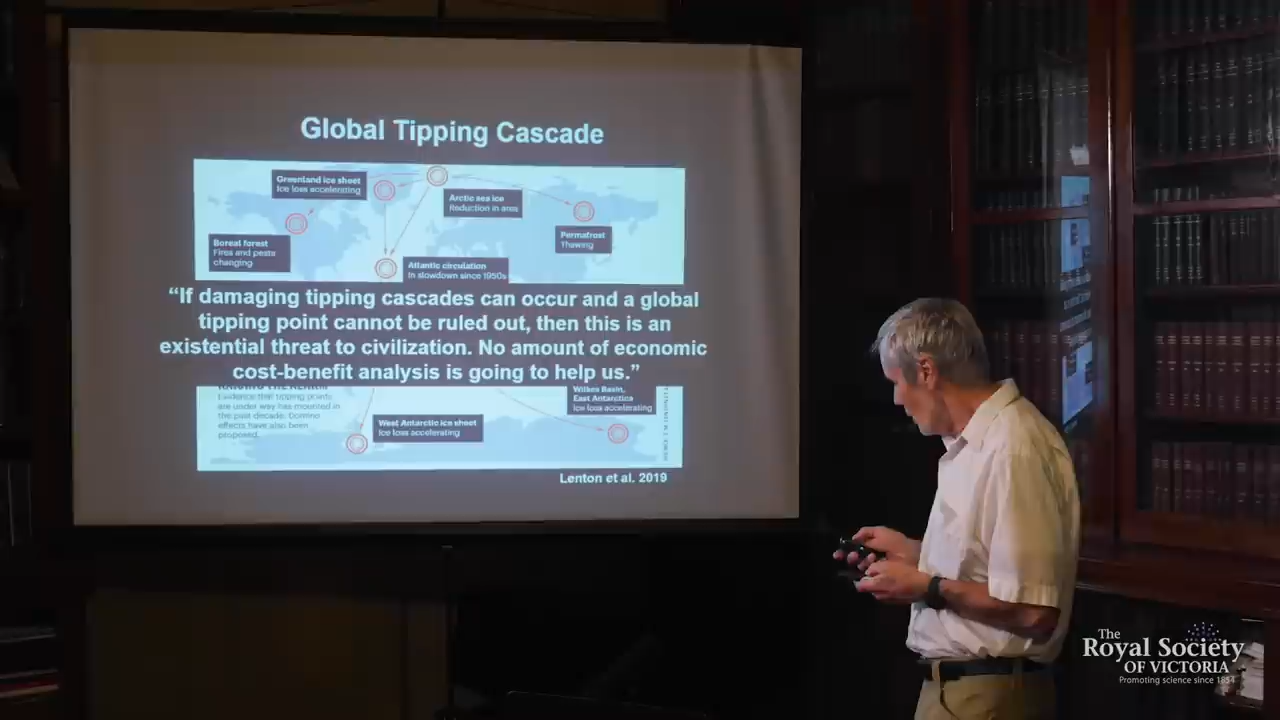 Global Tipping Cascade
Greenland ice sheet
Ice loss accelerating
Arctic sea ice
Reduction in area
Boreal forest
Fires and pests
changing
Permafrost
Thawing
Atlantic circulation
In slowdown since 1950s
“If damaging tipping cascades can occur and a global
tipping point cannot be ruled out, then this is an
existential threat to civilization. No amount of economic
cost-benefit analysis is going to help us.”
Evidence that tipping points
are under way has mounted in
the past decade. Domino
effects have also been
proposed.
West Antarctic ice sheet
Ice loss accelerating
Wilkes Basin,
East Antarctica
Ice loss accelerating
Lenton et al. 2019
The
Royal Society
OF VICTORIA
Promoting science since 1854